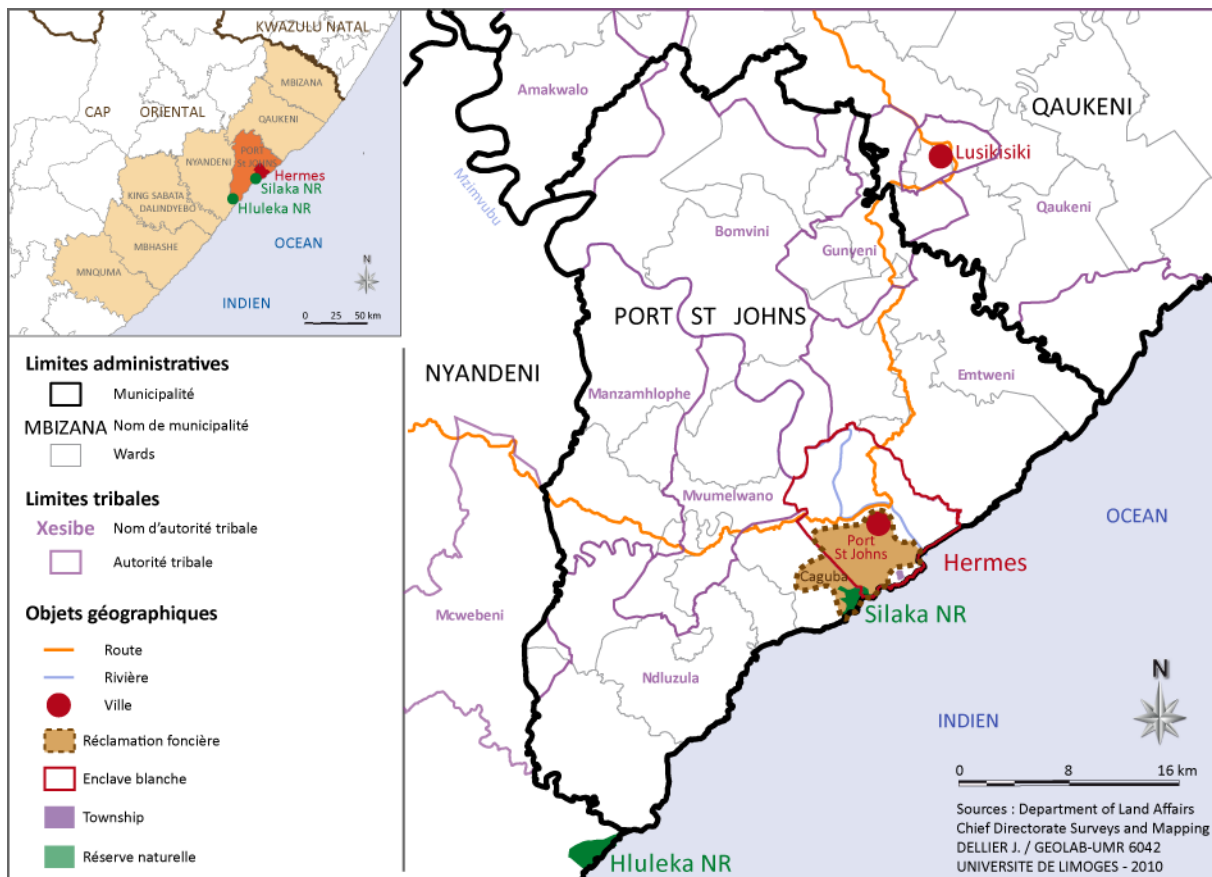 KWAZULU NATAL
MBIZANA
CAP ORIENTAL
QAUKENI
NYANDENI
PORT
St JOHNS
Hermes
Silaka NR
KING SABATA
DALINDYEBO
Hluleka NR
MBHASHE
OCEAN
MNQUMA
INDIEN
N
0 25 50 km
Limites administratives
Municipalité
MBIZANA Nom de municipalité
Wards
Limites tribales
Xesibe Nom d'autorité tribale
Autorité tribale
Objets géographiques
Route
Rivière
Ville
Réclamation foncière
Enclave blanche
Township
Réserve naturelle
Amakwalo
QAUKENI
Lusikisiki
Mzimvubu
Qaukeni
Bomvini
Gunyeni
PORT ST JOHNS
NYANDENI
Emtweni
Manzamhlophe
Mvumelwano
OCEAN
Port
St Johns
Hermes
Caguba
Silaka NR
Mcwebeni
Ndluzula
N
INDIEN
0 8 16 km
Sources : Department of Land Affairs
Chief Directorate Surveys and Mapping
DELLIER J. / GEOLAB-UMR 6042
UNIVERSITE DE LIMOGES - 2010
Hluleka NR